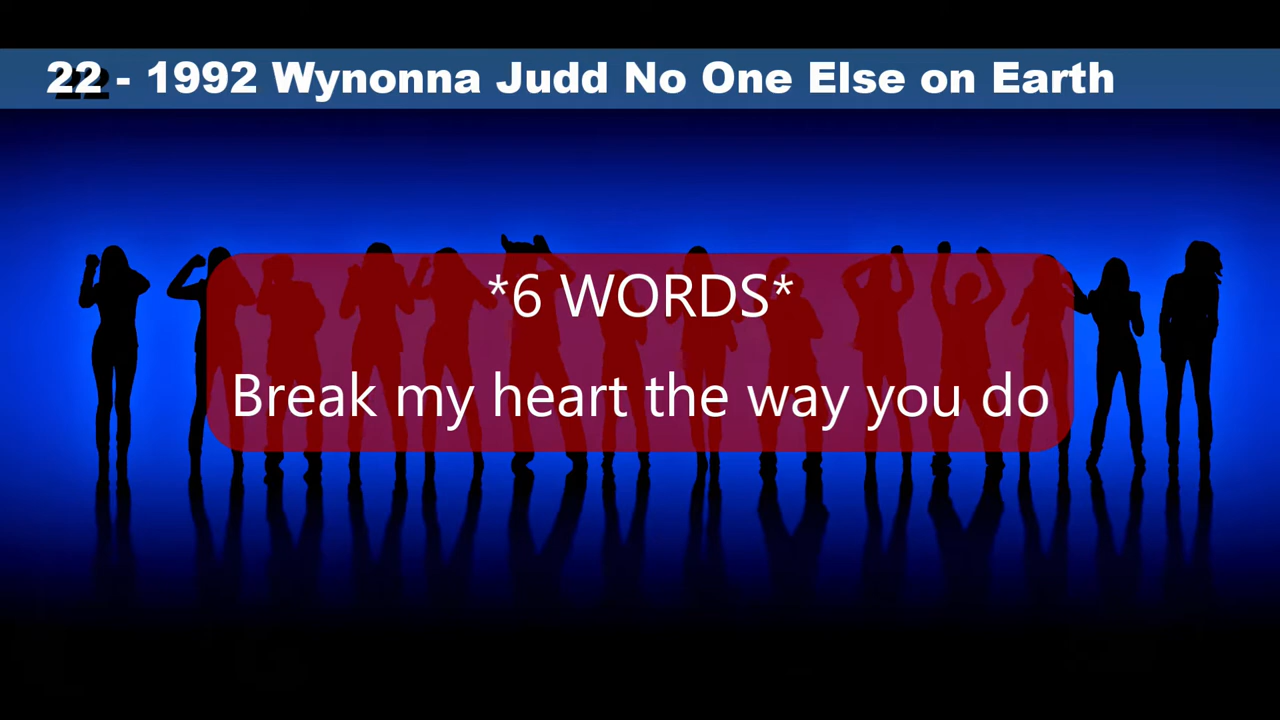 22 - 1992 Wynonna Judd No One Else on Earth
*6 WORDS*
Break my heart the way you do